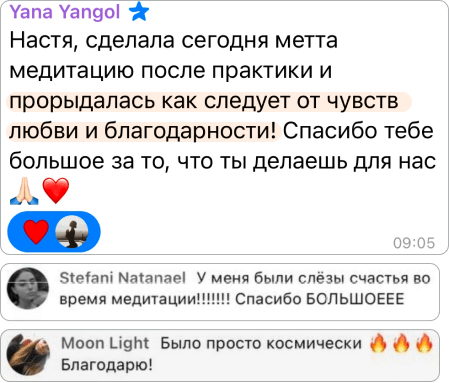 Yana Yangol
Настя, сделала сегодня метта
медитацию после практики и
прорыдалась как следует от чувств
любви и благодарности! Спасибо тебе
большое за то, что ты делаешь для нас
🙏🏻❤️
❤️
09:05
Stefani Natanael У меня были слёзы счастья во
время медитации!!!!!!! Спасибо БОЛЬШОЕЕЕ
Moon Light Было просто космически 🔥🔥🔥
Благодарю!